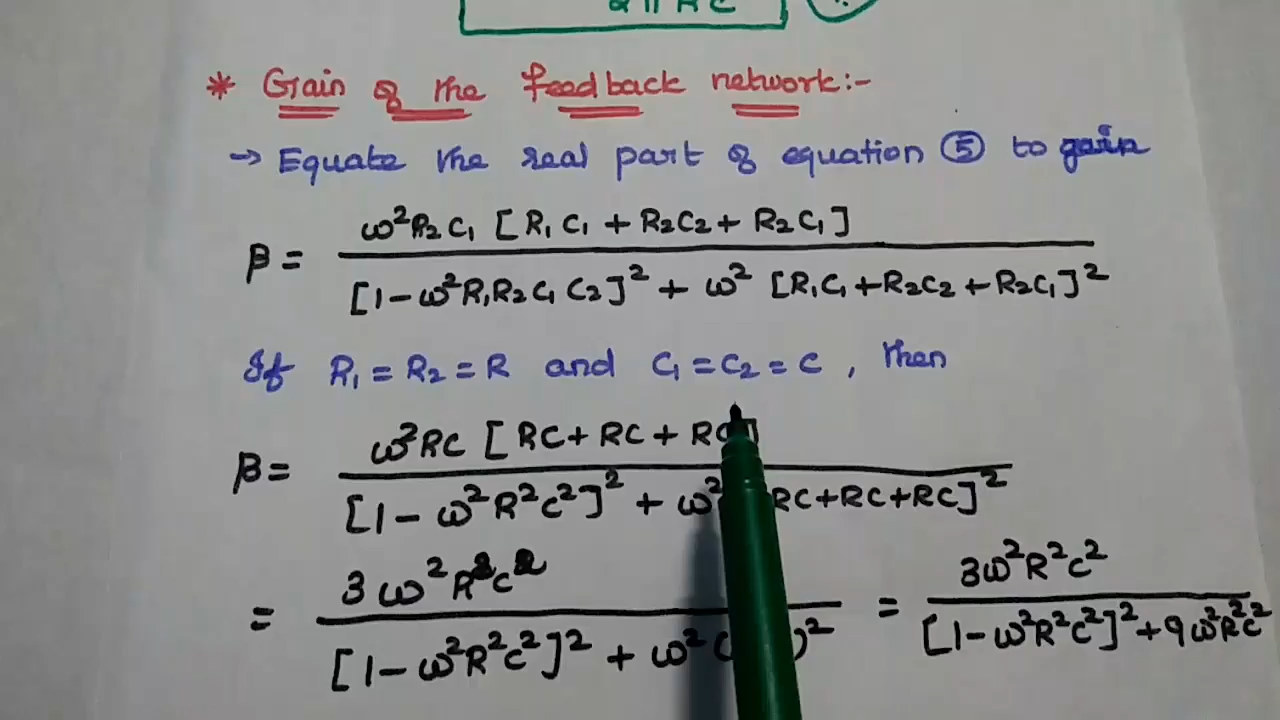 2πRC
* Gain of the feedback network:-
→ Equate the real part of equation ⑤ to gain
β = ω²R₂C₁ [R₁C₁ + R₂C₂ + R₂C₁] / [1-ω²R₁R₂C₁C₂]² + ω² [R₁C₁+R₂C₂+R₂C₁]²
If R₁ = R₂ = R and C₁ = C₂ = C, then
β = ω²RC [RC + RC + RC] / [1-ω²R²C²]² + ω² RC+RC+RC]²
= 3ω²R²C² / [1-ω²R²C²]² + ω² ( )² = 3ω²R²C² / [1-ω²R²C²]²+9ω²R²C²